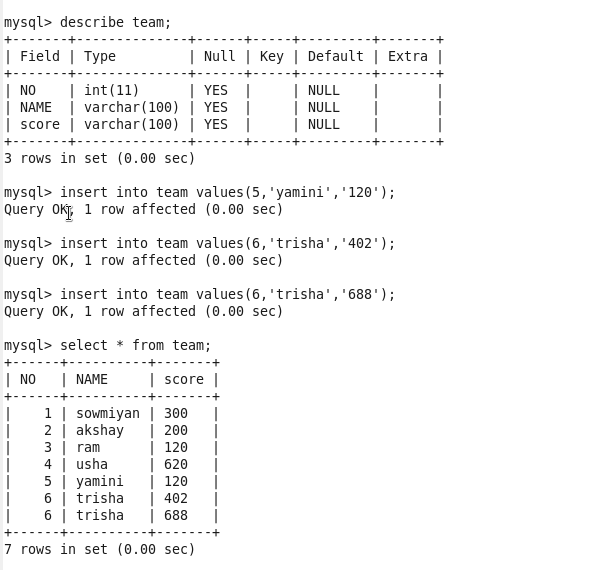 mysql> describe team;
+-------+--------------+------+-----+---------+-------+
| Field | Type         | Null | Key | Default | Extra |
+-------+--------------+------+-----+---------+-------+
| NO    | int(11)      | YES  |     | NULL    |       |
| NAME  | varchar(100) | YES  |     | NULL    |       |
| score | varchar(100) | YES  |     | NULL    |       |
+-------+--------------+------+-----+---------+-------+
3 rows in set (0.00 sec)
mysql> insert into team values(5,'yamini','120');
Query OK, 1 row affected (0.00 sec)
mysql> insert into team values(6,'trisha','402');
Query OK, 1 row affected (0.00 sec)
mysql> insert into team values(6,'trisha','688');
Query OK, 1 row affected (0.00 sec)
mysql> select * from team;
+------+----------+-------+
| NO   | NAME     | score |
+------+----------+-------+
|    1 | sowmiyan | 300   |
|    2 | akshay   | 200   |
|    3 | ram      | 120   |
|    4 | usha     | 620   |
|    5 | yamini   | 120   |
|    6 | trisha   | 402   |
|    6 | trisha   | 688   |
+------+----------+-------+
7 rows in set (0.00 sec)